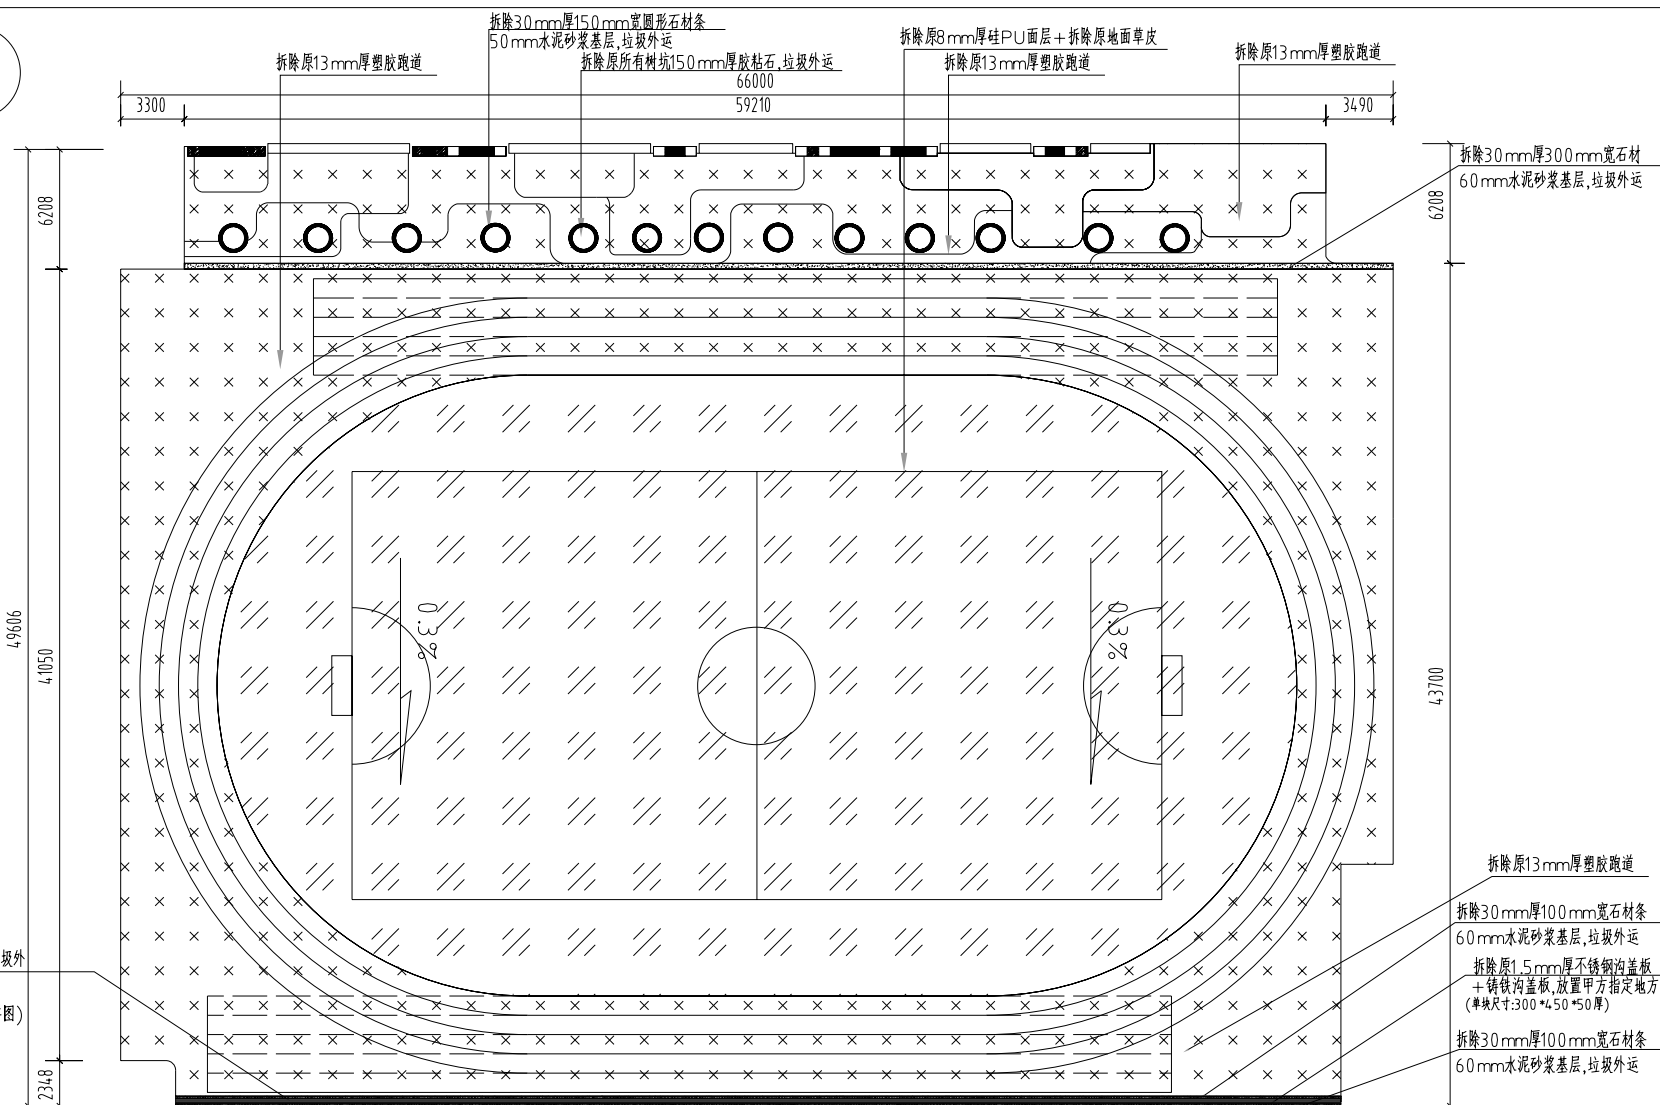 拆除30mm厚150mm宽圆形石材条
50mm水泥砂浆基层,垃圾外运
拆除原8mm厚硅PU面层+拆除原地面草皮
拆除原13mm厚塑胶跑道
拆除原13mm厚塑胶跑道
拆除原所有树坑150mm厚胶粘石,垃圾外运
拆除原13mm厚塑胶跑道
66000
3300
59210
3490
拆除30mm厚300mm宽石材
60mm水泥砂浆基层,垃圾外运
6208
6208
49606
41050
43700
0.3%
0.3%
拆除原13mm厚塑胶跑道
拆除30mm厚100mm宽石材条
60mm水泥砂浆基层,垃圾外运
圾外
拆除原1.5mm厚不锈钢沟盖板
+铸铁沟盖板,放置甲方指定地方
(单块尺寸:300*450*50厚)
图)
拆除30mm厚100mm宽石材条
60mm水泥砂浆基层,垃圾外运
2348